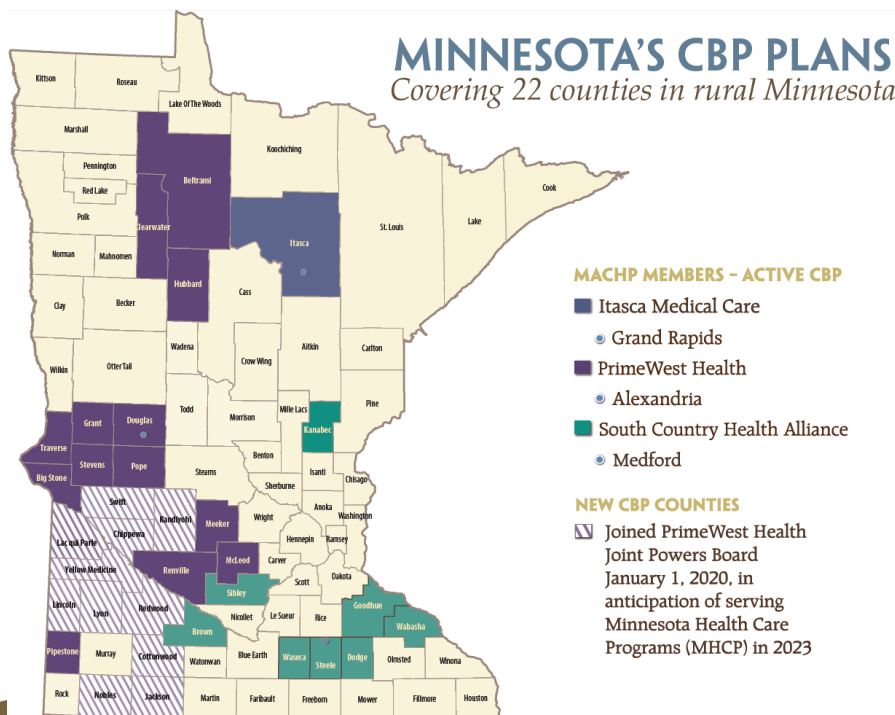 MINNESOTA'S CBP PLANS
Covering 22 counties in rural Minnesota
Kittson
Roseau
Lake Of The Woods
Marshall
Koochiching
Pennington
Beltrami
Red Lake
Cook
Polk
Clearwater
St. Louis
Lake
Itasca
Norman
Mahnomen
Hubbard
Cass
Clay
Becker
Wadena
Aitkin
Carlton
Crow Wing
Wilkin
OtterTail
Todd
Mille Lacs
Pine
Morrison
Grant
Douglas
Kanabec
Traverse
Benton
Stevens
Pope
Stearns
Isanti
Big Stone
Chisago
Sherburne
Swift
Kandiyohi
Anoka
Meeker
Wright
Washington
Chippewa
Hennepin
Ramsey
Lac qui Parle
McLeod
Carver
Yellow Medicine
Renville
Scott
Dakota
Sibley
Lincoln
Lyon
Redwood
Nicollet
Le Sueur
Rice
Goodhue
Wabasha
Brown
Pipestone
Murray
Cottonwood
Watonwan
Blue Earth
Waseca
Steele
Dodge
Olmsted
Winona
Rock
Nobles
Jackson
Martin
Faribault
Freeborn
Mower
Fillmore
Houston
MACHP MEMBERS – ACTIVE CBP
Itasca Medical Care
Grand Rapids
PrimeWest Health
Alexandria
South Country Health Alliance
Medford
NEW CBP COUNTIES
Joined PrimeWest Health
Joint Powers Board
January 1, 2020, in
anticipation of serving
Minnesota Health Care
Programs (MHCP) in 2023